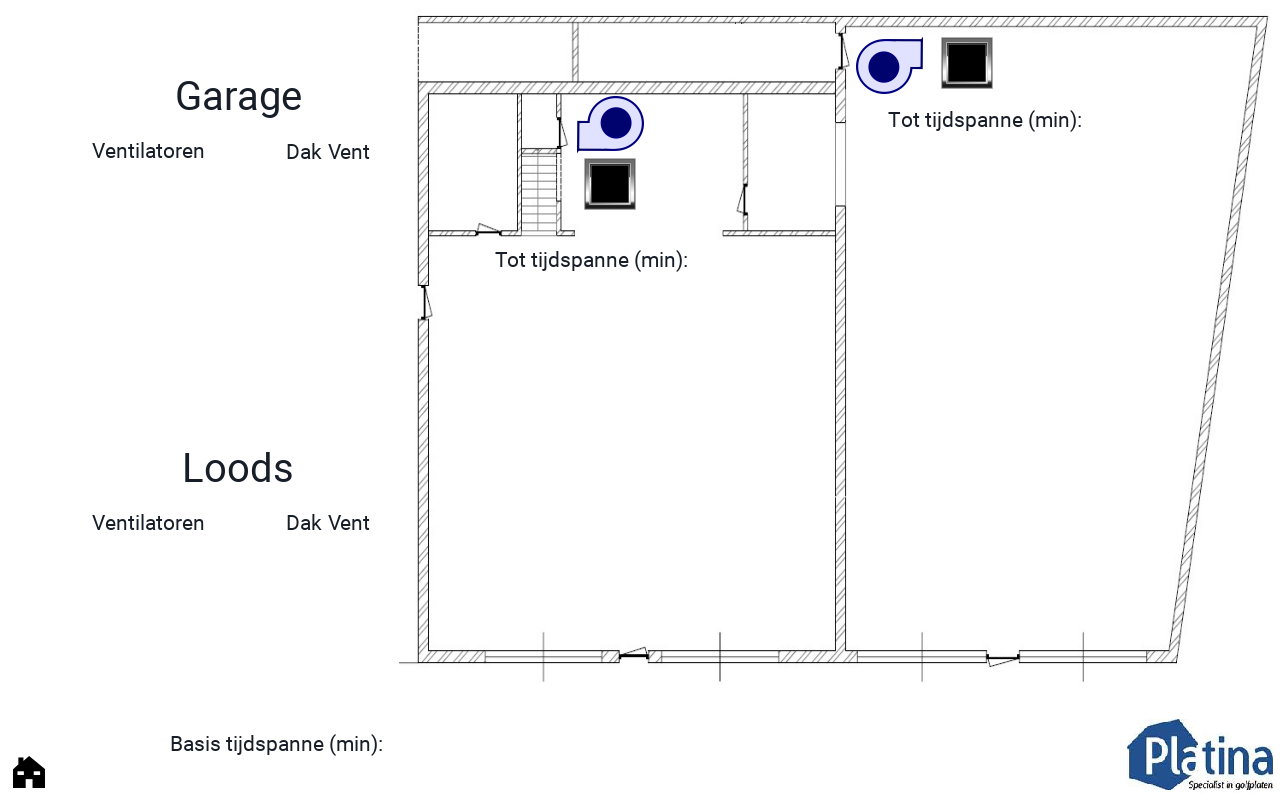 Garage
Ventilatoren
Dak Vent
Tot tijdspanne (min):
Tot tijdspanne (min):
Loods
Ventilatoren
Dak Vent
Basis tijdspanne (min):
Platina
Specialist in golfplaten